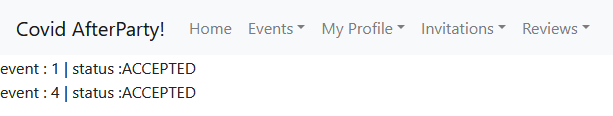 Covid AfterParty! Home Events My Profile Invitations Reviews
event : 1 | status :ACCEPTED
event : 4 | status :ACCEPTED